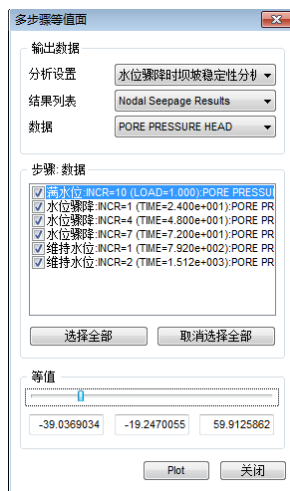 多步骤等值面
输出数据
分析设置 水位骤降时坝坡稳定性分析
结果列表 Nodal Seepage Results
数据 PORE PRESSURE HEAD
步骤: 数据
满水位:INCR=10 (LOAD=1.000):PORE PRESSU
水位骤降:INCR=1 (TIME=2.400e+001):PORE PR
水位骤降:INCR=4 (TIME=4.800e+001):PORE PR
水位骤降:INCR=7 (TIME=7.200e+001):PORE PR
维持水位:INCR=1 (TIME=7.920e+002):PORE PR
维持水位:INCR=2 (TIME=1.512e+003):PORE PR
选择全部 取消选择全部
等值
-39.0369034 -19.2470055 59.9125862
Plot 关闭